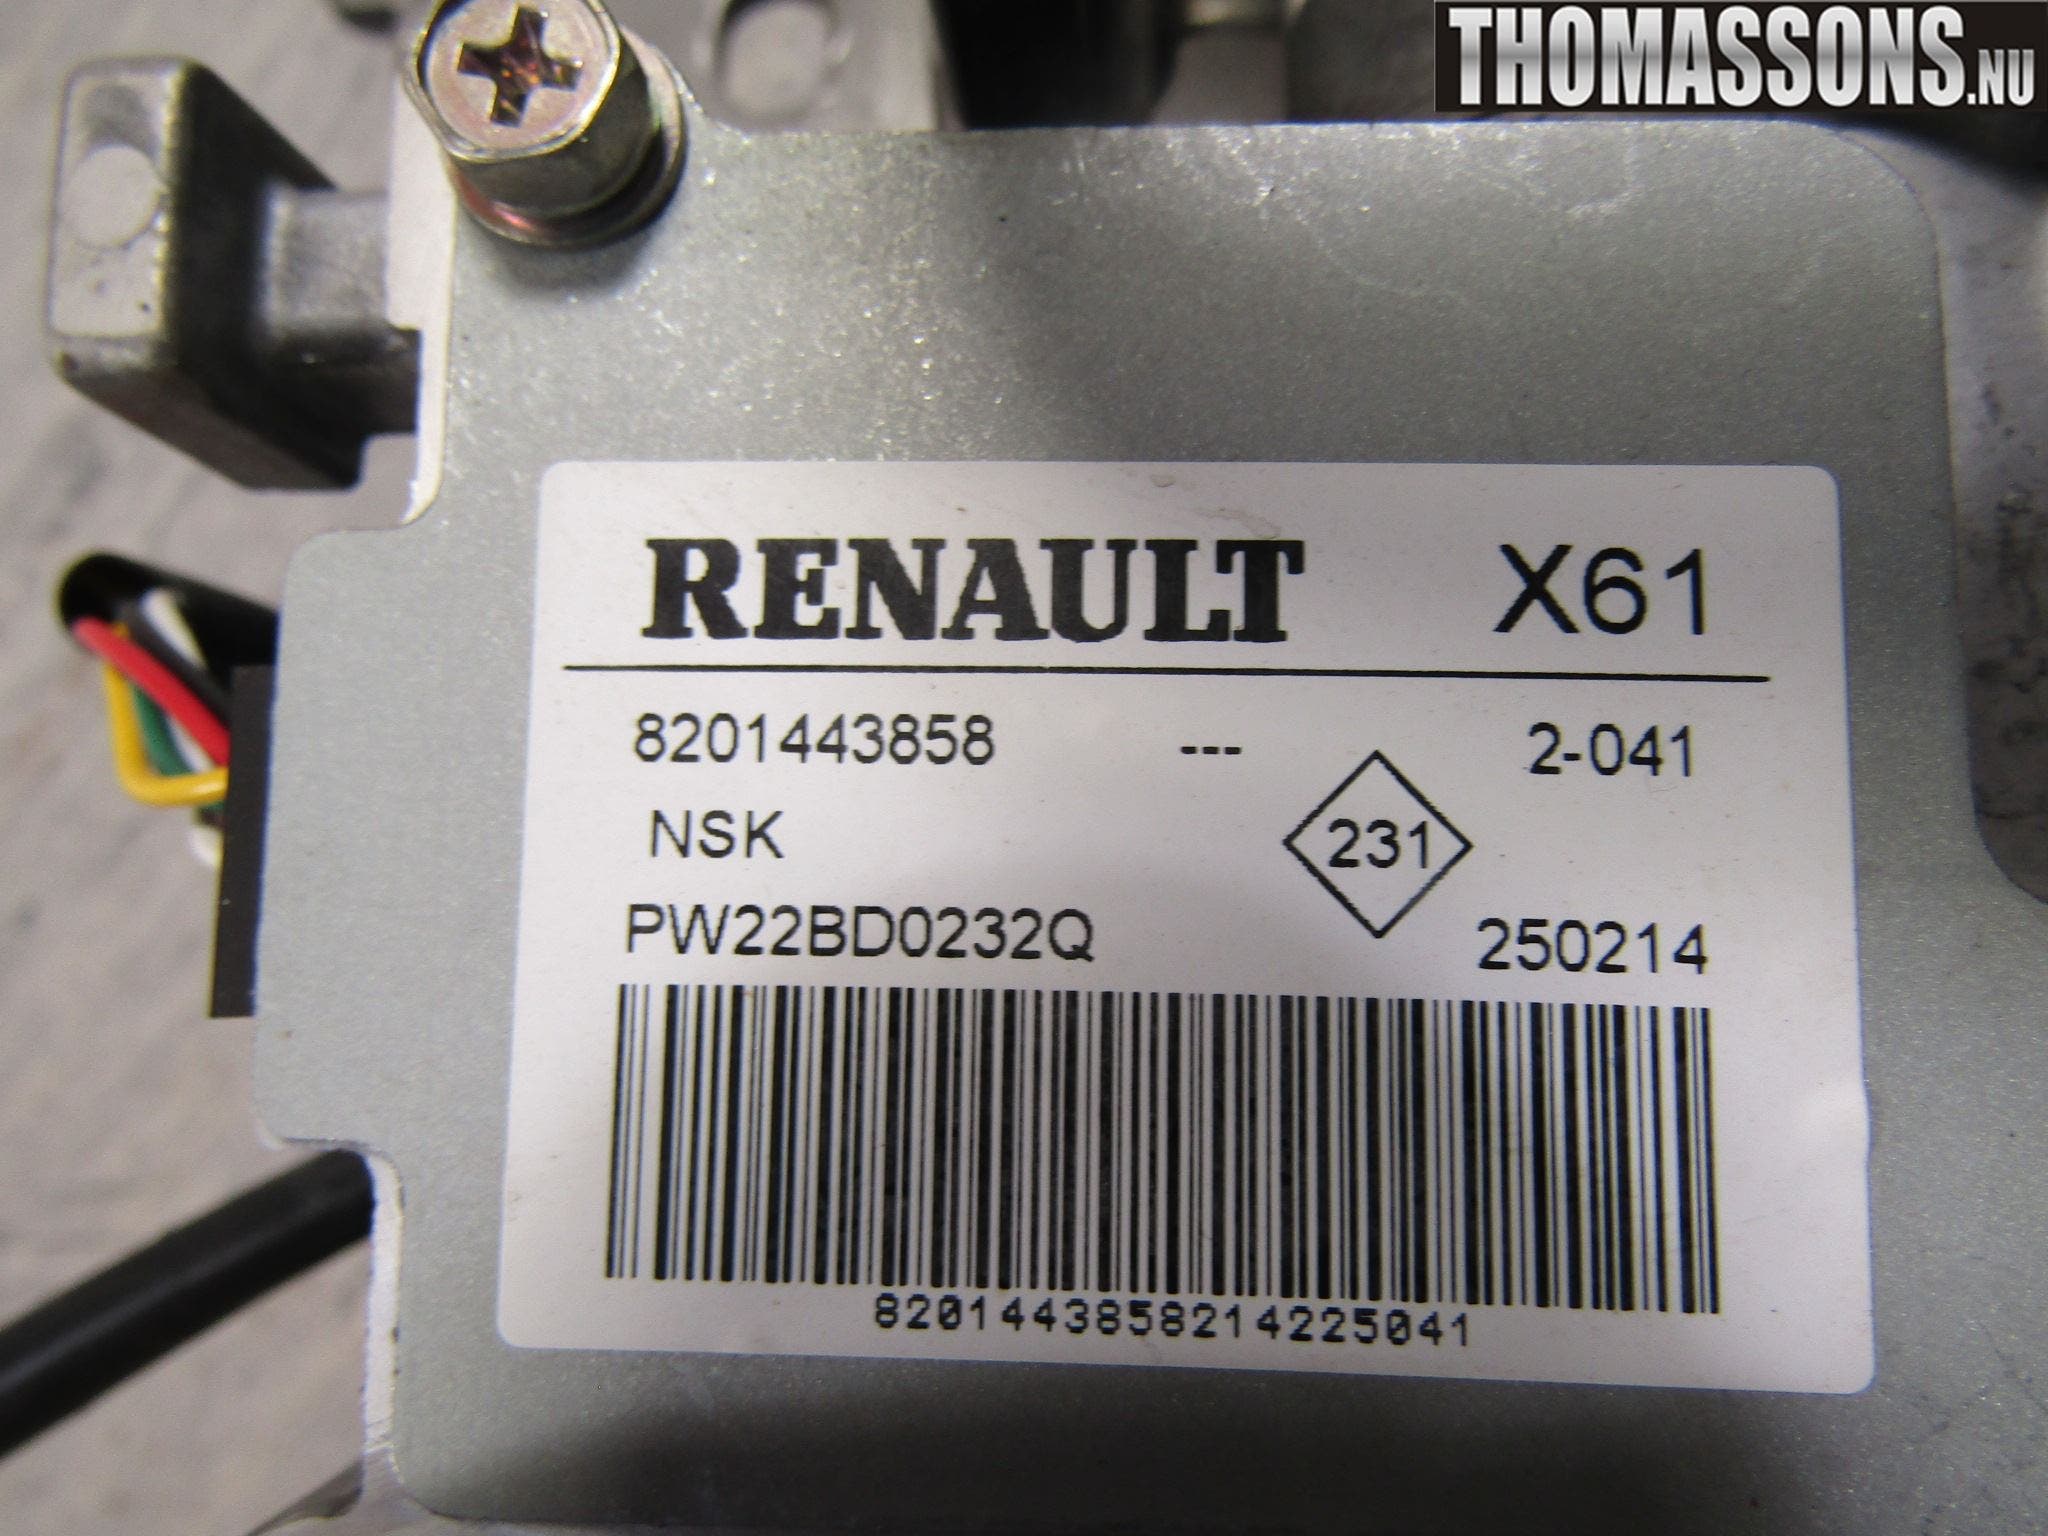 THOMASSONS.NU
RENAULT X61
8201443858 --- 2-041
NSK 231
PW22BD0232Q 250214
8201443858214225041